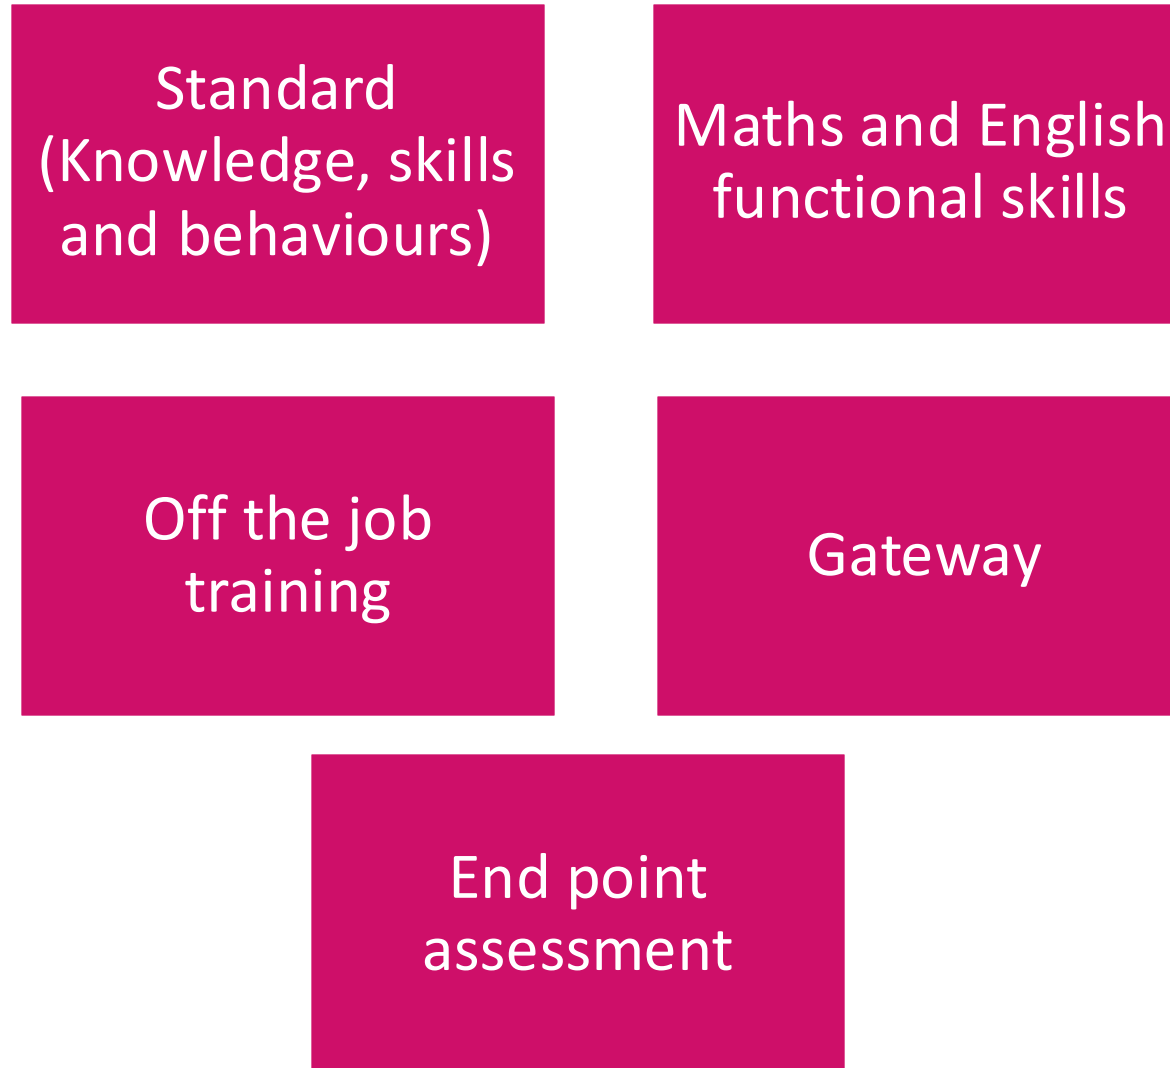 Standard
(Knowledge, skills
and behaviours)
Maths and English
functional skills
Off the job
training
Gateway
End point
assessment